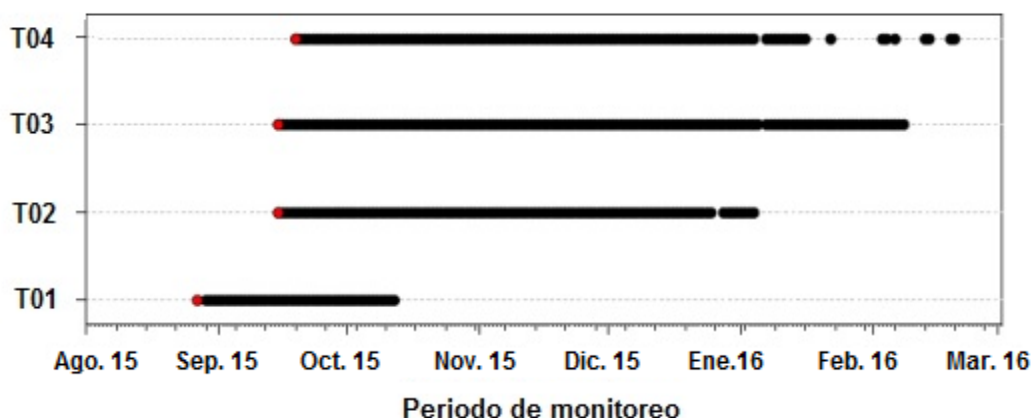 T04
T03
T02
T01
Ago. 15 Sep. 15 Oct. 15 Nov. 15 Dic. 15 Ene.16 Feb. 16 Mar. 16
Periodo de monitoreo